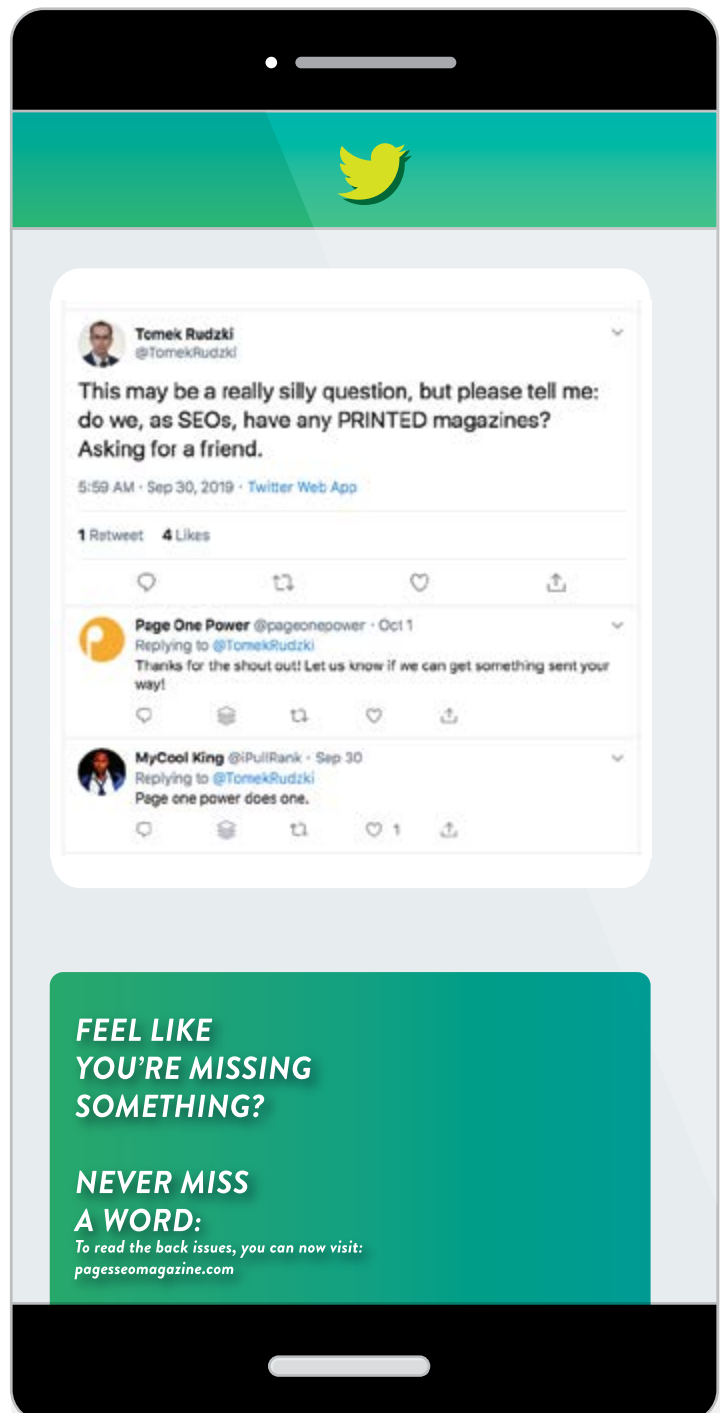 Tomek Rudzki
@TomekRudzki
This may be a really silly question, but please tell me:
do we, as SEOs, have any PRINTED magazines?
Asking for a friend.
5:59 AM · Sep 30, 2019 · Twitter Web App
1 Retweet 4 Likes
Page One Power @pageonepower · Oct 1
Replying to @TomekRudzki
Thanks for the shout out! Let us know if we can get something sent your
way!
MyCool King @iPullRank · Sep 30
Replying to @TomekRudzki
Page one power does one.
1
FEEL LIKE
YOU'RE MISSING
SOMETHING?
NEVER MISS
A WORD:
To read the back issues, you can now visit:
pagesseomagazine.com